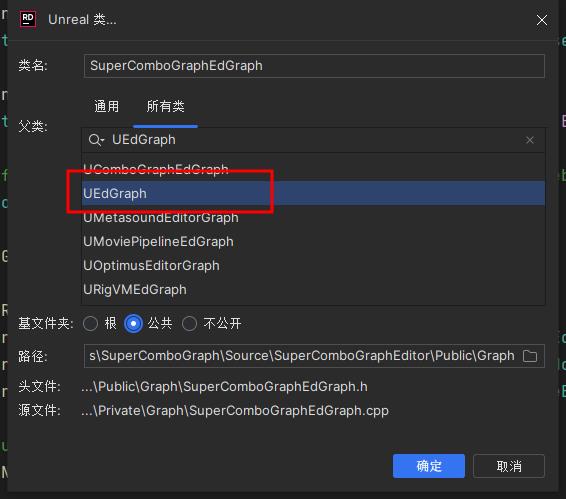 RD Unreal 类...
类名: SuperComboGraphEdGraph
通用 所有类
父类:
UEdGraph
UComboGraphEdGraph
UEdGraph
UMetasoundEditorGraph
UMoviePipelineEdGraph
UOptimusEditorGraph
URigVMEdGraph
基文件夹: 根 公共 不公开
路径: s\SuperComboGraph\Source\SuperComboGraphEditor\Public\Graph
头文件: ...\Public\Graph\SuperComboGraphEdGraph.h
源文件: ...\Private\Graph\SuperComboGraphEdGraph.cpp
确定 取消